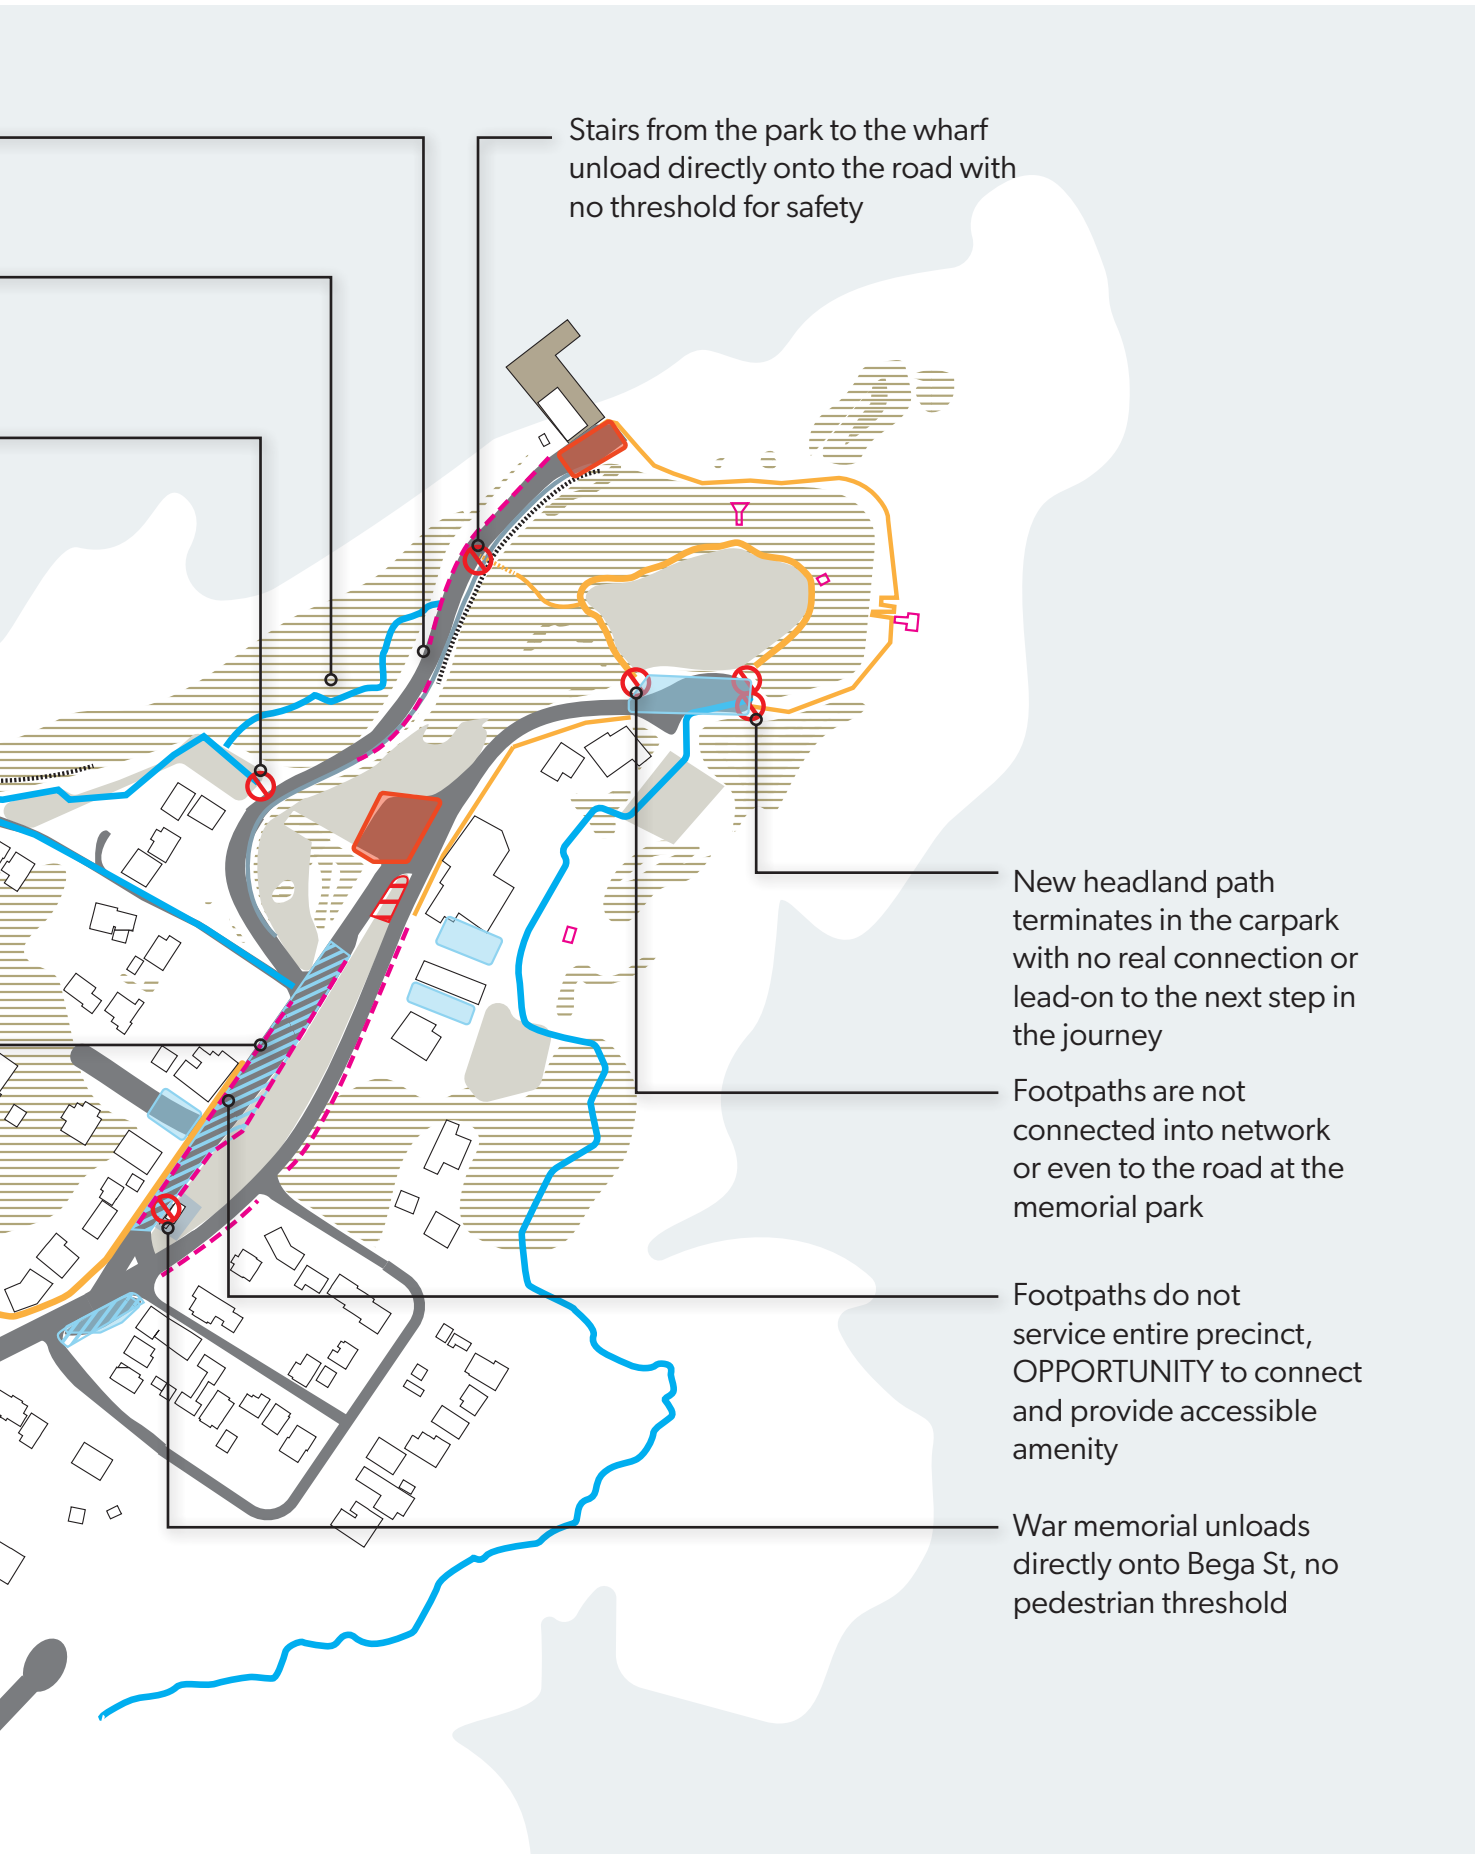 Stairs from the park to the wharf
unload directly onto the road with
no threshold for safety
New headland path
terminates in the carpark
with no real connection or
lead-on to the next step in
the journey
Footpaths are not
connected into network
or even to the road at the
memorial park
Footpaths do not
service entire precinct,
OPPORTUNITY to connect
and provide accessible
amenity
War memorial unloads
directly onto Bega St, no
pedestrian threshold